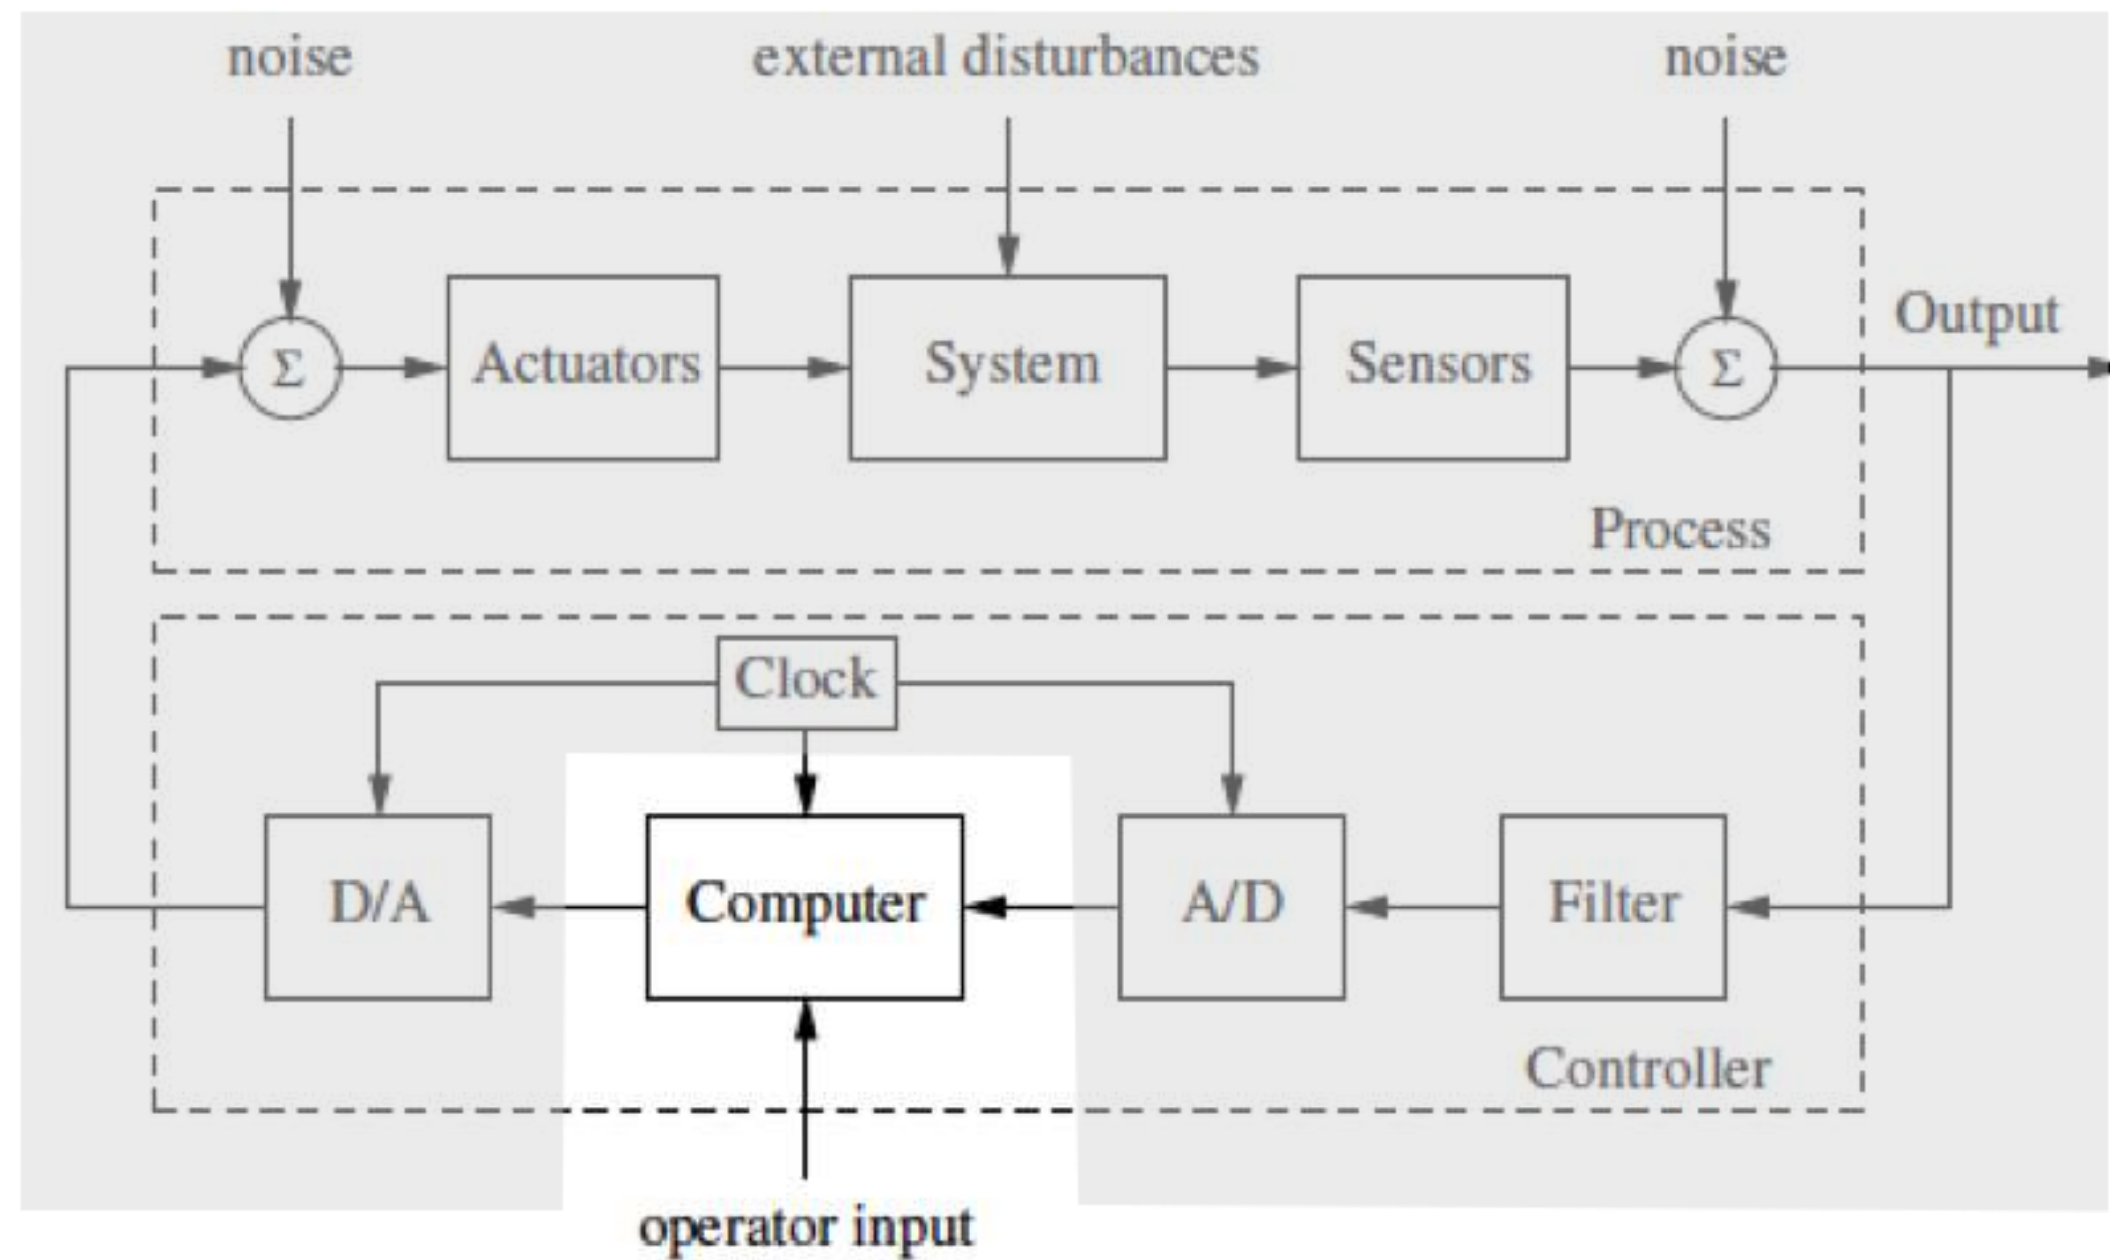 noise
external disturbances
noise
Output
Σ
Actuators
System
Sensors
Σ
Process
Clock
D/A
Computer
A/D
Filter
Controller
operator input